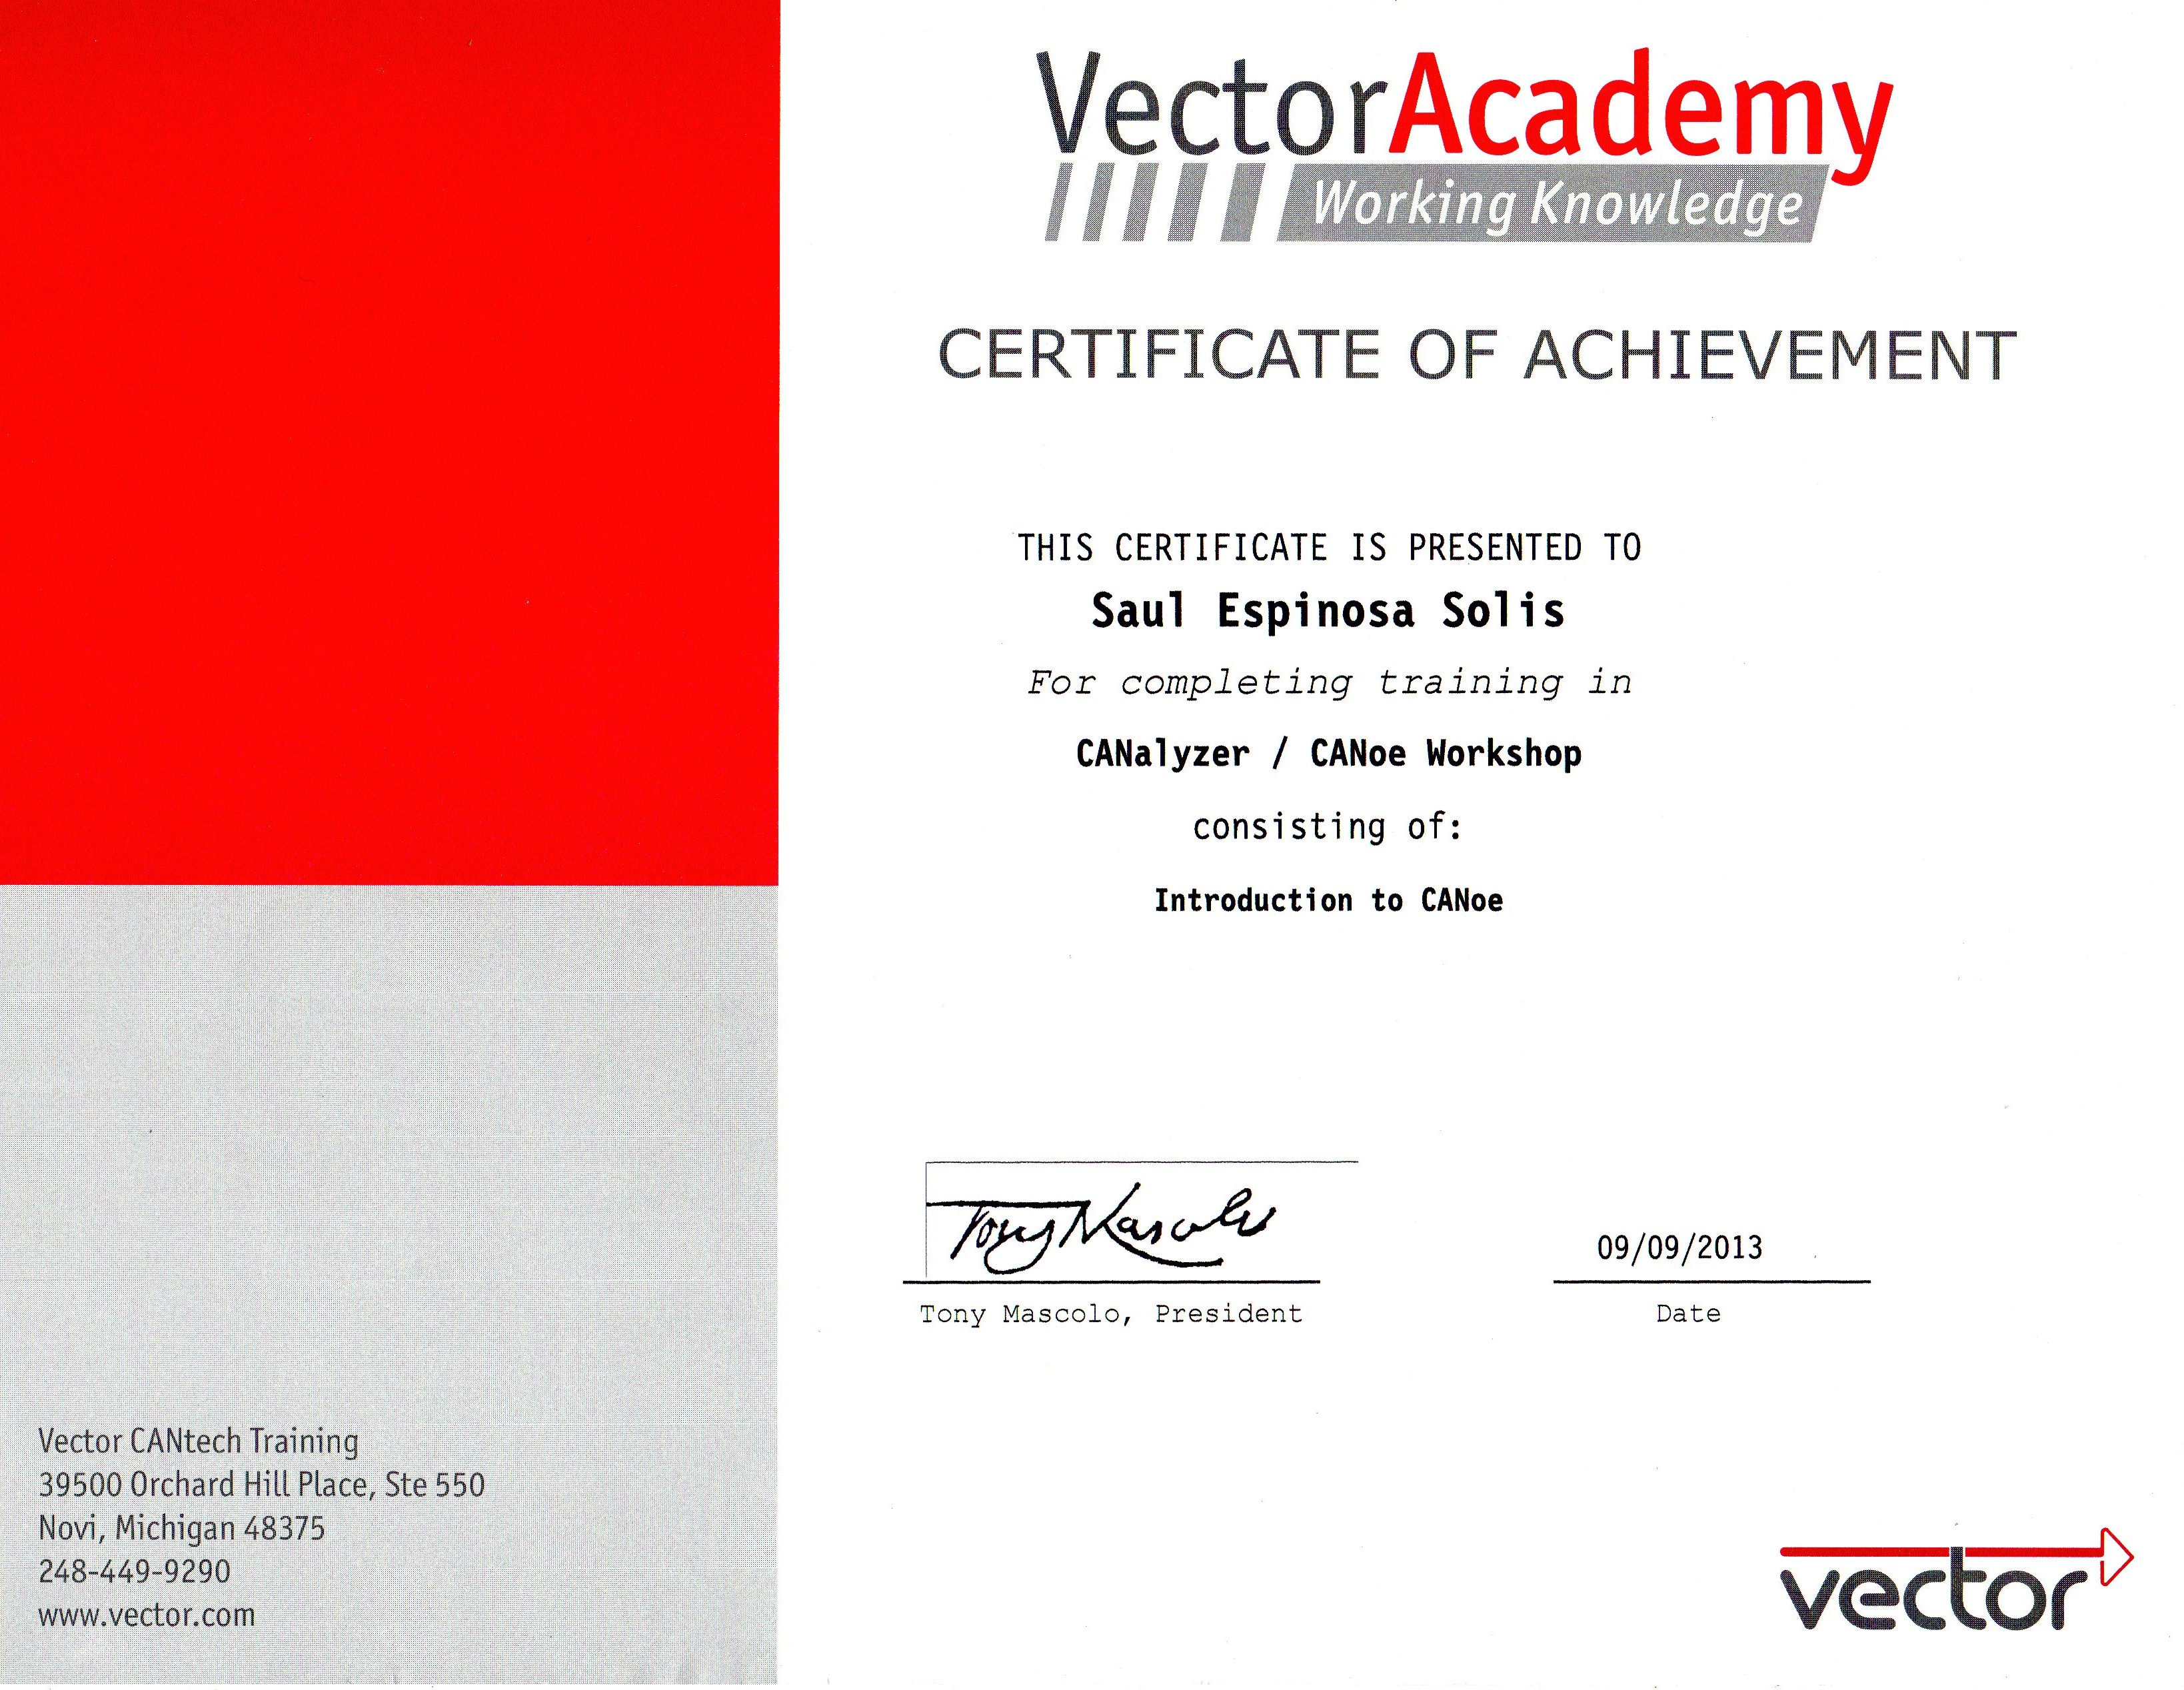 VectorAcademy
Working Knowledge
CERTIFICATE OF ACHIEVEMENT
THIS CERTIFICATE IS PRESENTED TO
Saul Espinosa Solis
For completing training in
CANalyzer / CANoe Workshop
consisting of:
Introduction to CANoe
Tony Mascolo
09/09/2013
Tony Mascolo, President
Date
Vector CANtech Training
39500 Orchard Hill Place, Ste 550
Novi, Michigan 48375
248-449-9290
www.vector.com
vector